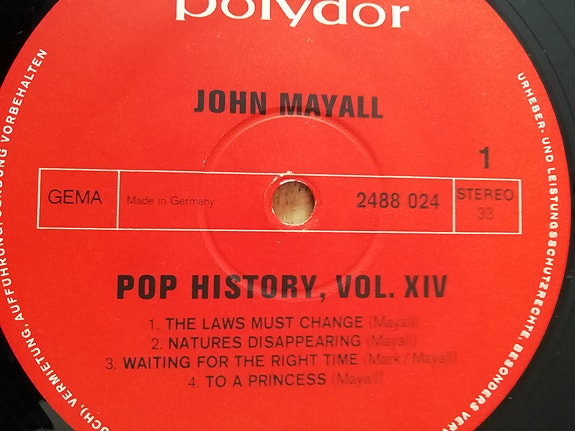 polydor
JOHN MAYALL
1
GEMA
Made in Germany
2488 024
STEREO
33
POP HISTORY, VOL. XIV
1. THE LAWS MUST CHANGE (Mayall)
2. NATURES DISAPPEARING (Mayall)
3. WAITING FOR THE RIGHT TIME (Mark / Mayall)
4. TO A PRINCESS (Mayall)
URHEBER- UND LEISTUNGSSCHUTZRECHTE, BESONDERS
VERMIETUNG, AUFFÜHRUNG, SENDUNG VORBEHALTEN